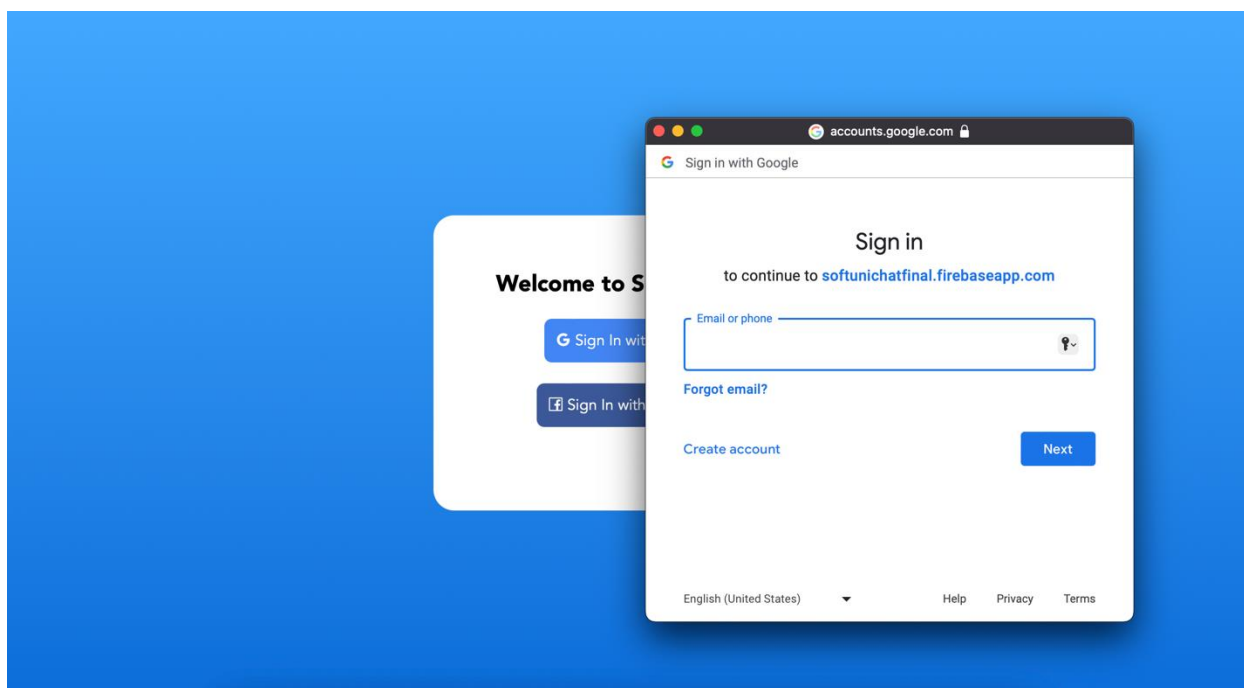 accounts.google.com
Sign in with Google
Sign in
to continue to softunichatfinal.firebaseapp.com
Email or phone
Forgot email?
Create account
Next
English (United States)
Help Privacy Terms
Welcome to S
G Sign In wit
Sign In with